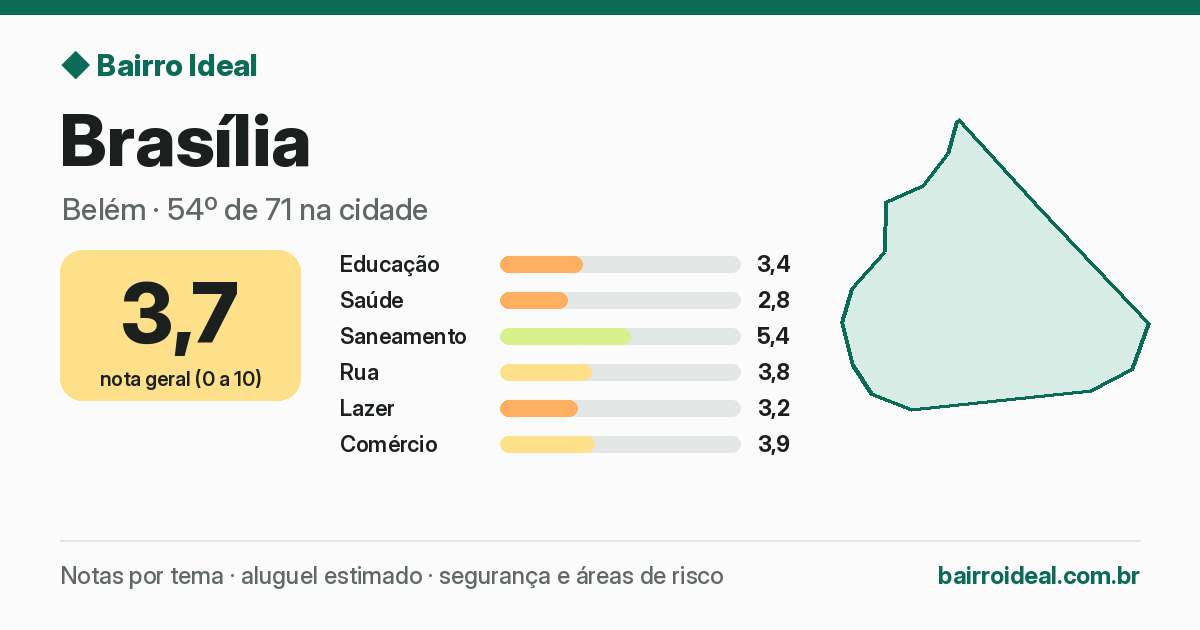 Bairro Ideal
Brasília
Belém · 54º de 71 na cidade
3,7
nota geral (0 a 10)
Educação 3,4
Saúde 2,8
Saneamento 5,4
Rua 3,8
Lazer 3,2
Comércio 3,9
Notas por tema · aluguel estimado · segurança e áreas de risco
bairroideal.com.br